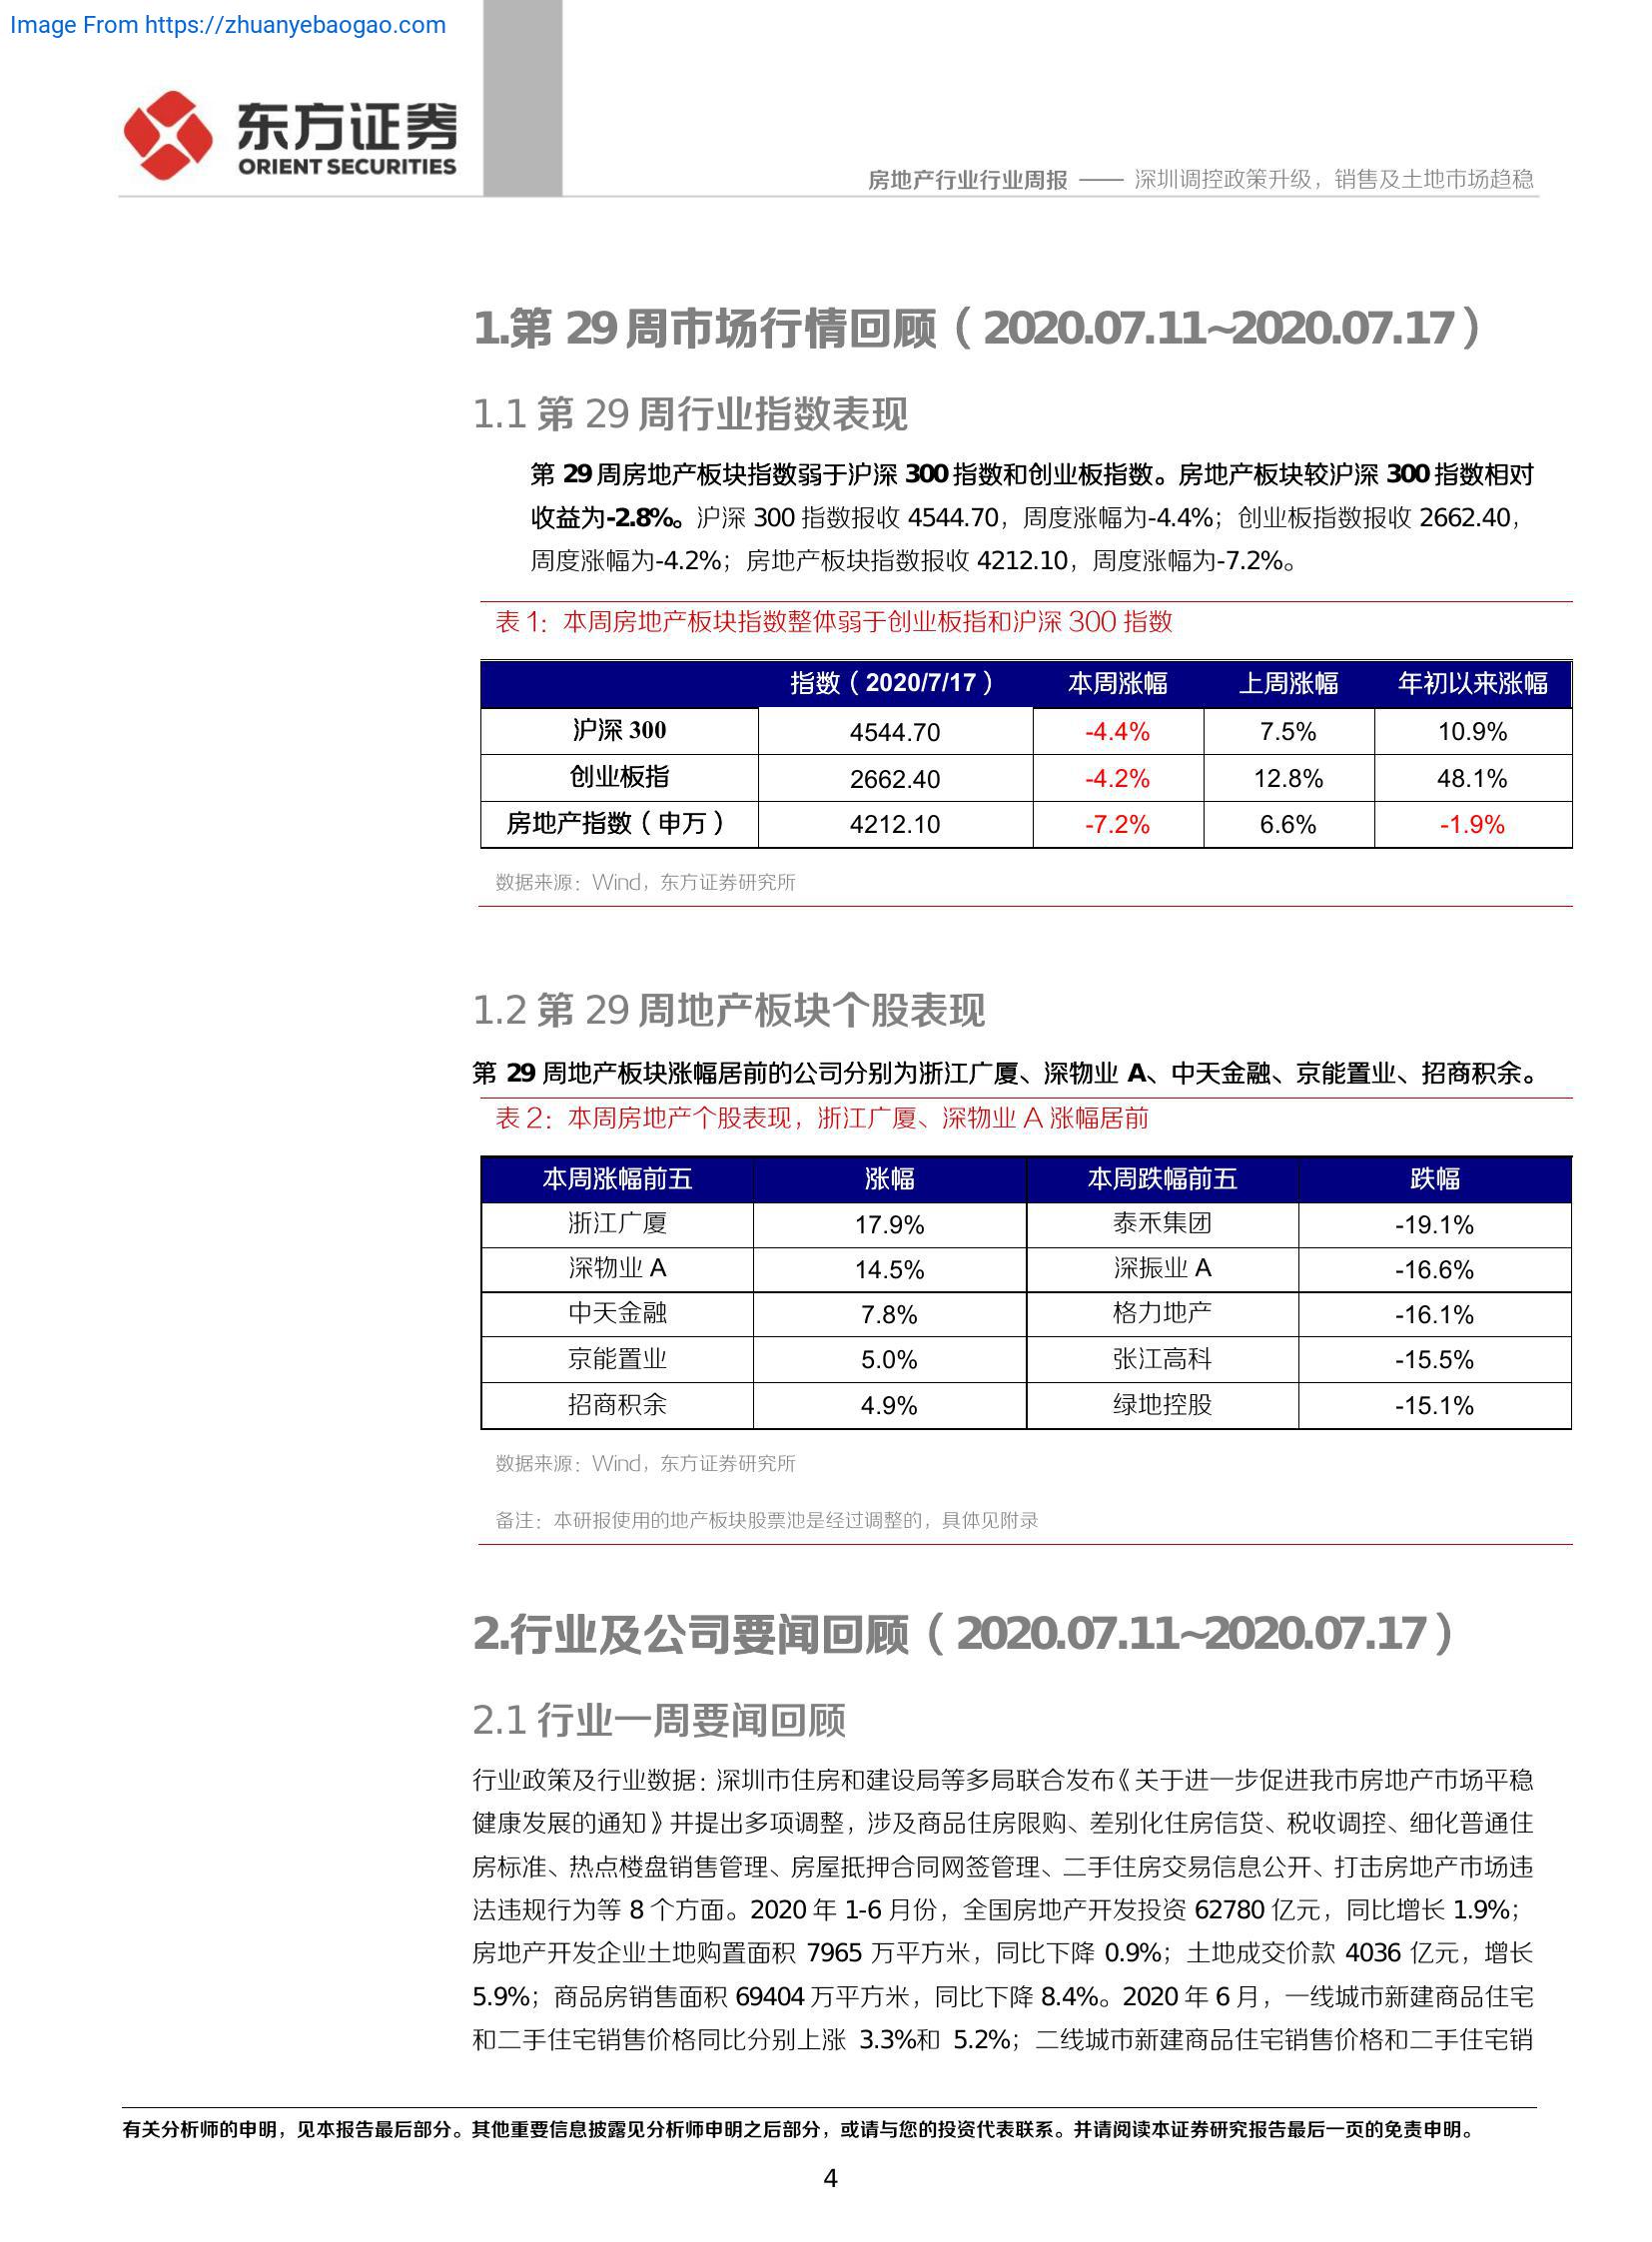 Image From https://zhuanyebaogao.com
东方证券
ORIENT SECURITIES
房地产行业行业周报 —— 深圳调控政策升级，销售及土地市场趋稳
1.第 29 周市场行情回顾（2020.07.11~2020.07.17）
1.1 第 29 周行业指数表现
第 29 周房地产板块指数弱于沪深 300 指数和创业板指数。房地产板块较沪深 300 指数相对
收益为-2.8%。沪深 300 指数报收 4544.70，周度涨幅为-4.4%；创业板指数报收 2662.40，
周度涨幅为-4.2%；房地产板块指数报收 4212.10，周度涨幅为-7.2%。
表 1：本周房地产板块指数整体弱于创业板指和沪深 300 指数
指数（2020/7/17） 本周涨幅 上周涨幅 年初以来涨幅
沪深 300 4544.70 -4.4% 7.5% 10.9%
创业板指 2662.40 -4.2% 12.8% 48.1%
房地产指数（申万） 4212.10 -7.2% 6.6% -1.9%
数据来源：Wind，东方证券研究所
1.2 第 29 周地产板块个股表现
第 29 周地产板块涨幅居前的公司分别为浙江广厦、深物业 A、中天金融、京能置业、招商积余。
表 2：本周房地产个股表现，浙江广厦、深物业 A 涨幅居前
本周涨幅前五 涨幅 本周跌幅前五 跌幅
浙江广厦 17.9% 泰禾集团 -19.1%
深物业 A 14.5% 深振业 A -16.6%
中天金融 7.8% 格力地产 -16.1%
京能置业 5.0% 张江高科 -15.5%
招商积余 4.9% 绿地控股 -15.1%
数据来源：Wind，东方证券研究所
备注：本研报使用的地产板块股票池是经过调整的，具体见附录
2.行业及公司要闻回顾（2020.07.11~2020.07.17）
2.1 行业一周要闻回顾
行业政策及行业数据：深圳市住房和建设局等多局联合发布《关于进一步促进我市房地产市场平稳
健康发展的通知》并提出多项调整，涉及商品住房限购、差别化住房信贷、税收调控、细化普通住
房标准、热点楼盘销售管理、房屋抵押合同网签管理、二手住房交易信息公开、打击房地产市场违
法违规行为等 8 个方面。2020 年 1-6 月份，全国房地产开发投资 62780 亿元，同比增长 1.9%；
房地产开发企业土地购置面积 7965 万平方米，同比下降 0.9%；土地成交价款 4036 亿元，增长
5.9%；商品房销售面积 69404 万平方米，同比下降 8.4%。2020 年 6 月，一线城市新建商品住宅
和二手住宅销售价格同比分别上涨 3.3%和 5.2%；二线城市新建商品住宅销售价格和二手住宅销
有关分析师的申明，见本报告最后部分。其他重要信息披露见分析师申明之后部分，或请与您的投资代表联系。并请阅读本证券研究报告最后一页的免责申明。
4